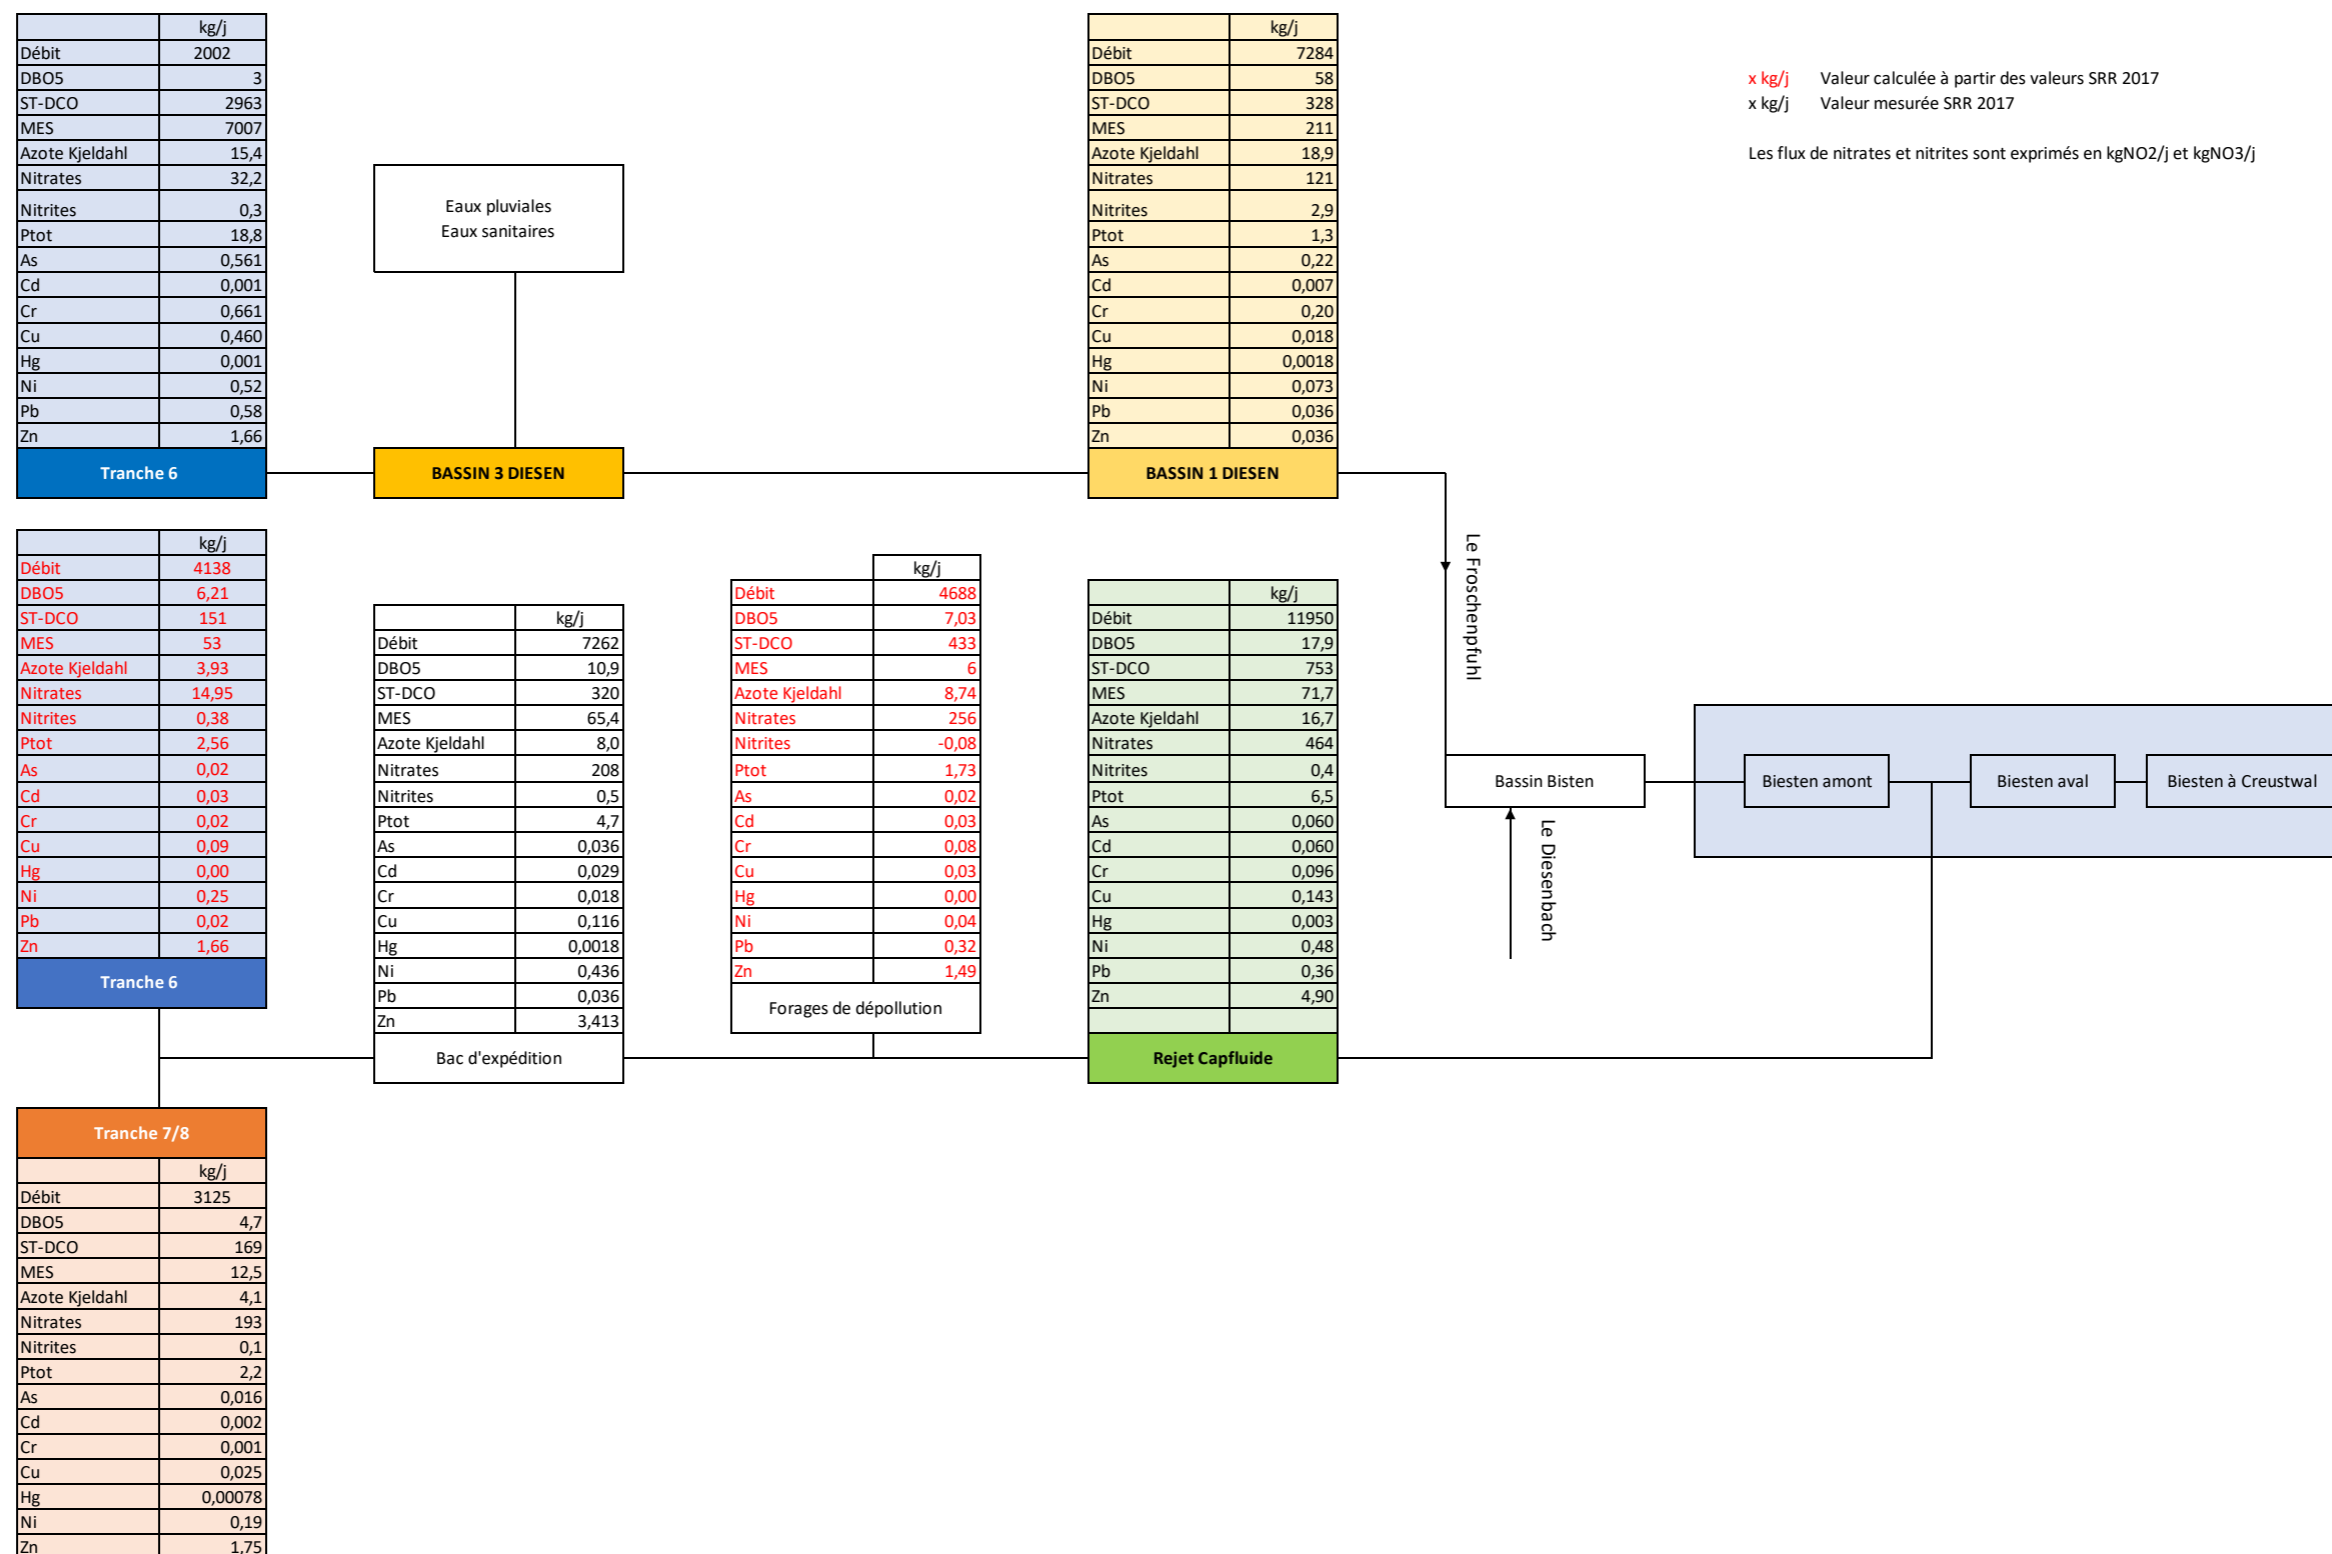 kg/j
Débit 2002
DBO5 3
ST-DCO 2963
MES 7007
Azote Kjeldahl 15,4
Nitrates 32,2
Nitrites 0,3
Ptot 18,8
As 0,561
Cd 0,001
Cr 0,661
Cu 0,460
Hg 0,001
Ni 0,52
Pb 0,58
Zn 1,66
Tranche 6
Eaux pluviales
Eaux sanitaires
BASSIN 3 DIESEN
kg/j
Débit 7284
DBO5 58
ST-DCO 328
MES 211
Azote Kjeldahl 18,9
Nitrates 121
Nitrites 2,9
Ptot 1,3
As 0,22
Cd 0,007
Cr 0,20
Cu 0,018
Hg 0,0018
Ni 0,073
Pb 0,036
Zn 0,036
BASSIN 1 DIESEN
x kg/j Valeur calculée à partir des valeurs SRR 2017
x kg/j Valeur mesurée SRR 2017
Les flux de nitrates et nitrites sont exprimés en kgNO2/j et kgNO3/j
kg/j
Débit 4138
DBO5 6,21
ST-DCO 151
MES 53
Azote Kjeldahl 3,93
Nitrates 14,95
Nitrites 0,38
Ptot 2,56
As 0,02
Cd 0,03
Cr 0,02
Cu 0,09
Hg 0,00
Ni 0,25
Pb 0,02
Zn 1,66
Tranche 6
kg/j
Débit 7262
DBO5 10,9
ST-DCO 320
MES 65,4
Azote Kjeldahl 8,0
Nitrates 208
Nitrites 0,5
Ptot 4,7
As 0,036
Cd 0,029
Cr 0,018
Cu 0,116
Hg 0,0018
Ni 0,436
Pb 0,036
Zn 3,413
Bac d'expédition
kg/j
Débit 4688
DBO5 7,03
ST-DCO 433
MES 6
Azote Kjeldahl 8,74
Nitrates 256
Nitrites -0,08
Ptot 1,73
As 0,02
Cd 0,03
Cr 0,08
Cu 0,03
Hg 0,00
Ni 0,04
Pb 0,32
Zn 1,49
Forages de dépollution
kg/j
Débit 11950
DBO5 17,9
ST-DCO 753
MES 71,7
Azote Kjeldahl 16,7
Nitrates 464
Nitrites 0,4
Ptot 6,5
As 0,060
Cd 0,060
Cr 0,096
Cu 0,143
Hg 0,003
Ni 0,48
Pb 0,36
Zn 4,90
Rejet Capfluide
Le Froschenpfuhl
Bassin Bisten
Le Diesenbach
Biesten amont
Biesten aval
Biesten à Creustwal
Tranche 7/8
kg/j
Débit 3125
DBO5 4,7
ST-DCO 169
MES 12,5
Azote Kjeldahl 4,1
Nitrates 193
Nitrites 0,1
Ptot 2,2
As 0,016
Cd 0,002
Cr 0,001
Cu 0,025
Hg 0,00078
Ni 0,19
Zn 1,75